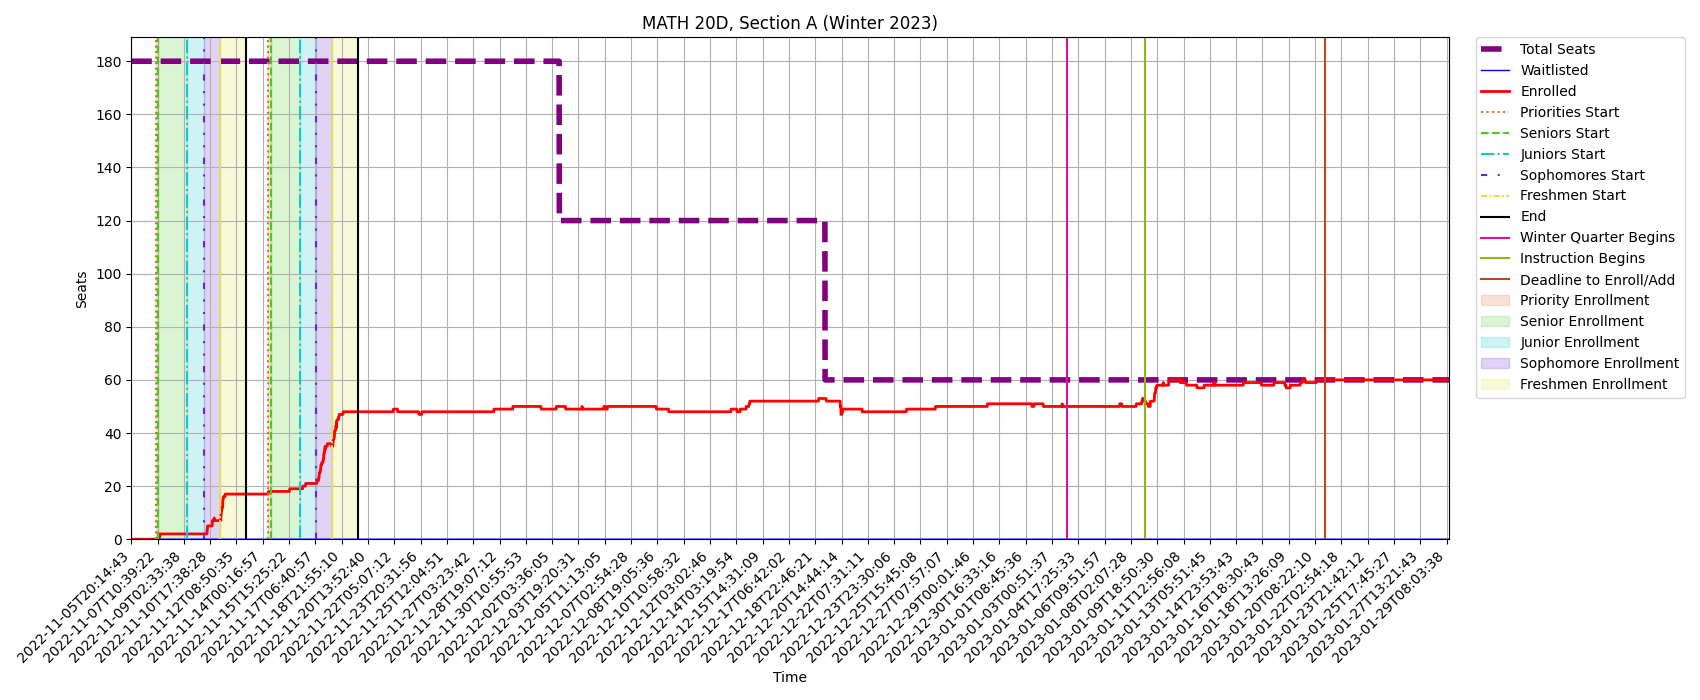 MATH 20D, Section A (Winter 2023)
Seats
180
160
140
120
100
80
60
40
20
0
2022-11-05T20:14:43
2022-11-07T10:39:22
2022-11-09T02:33:38
2022-11-10T17:38:28
2022-11-12T08:50:35
2022-11-14T00:16:57
2022-11-15T15:25:22
2022-11-17T06:40:57
2022-11-18T21:55:10
2022-11-20T13:52:40
2022-11-22T05:07:12
2022-11-23T20:31:56
2022-11-25T12:04:51
2022-11-27T03:23:42
2022-11-28T19:07:12
2022-11-30T10:55:53
2022-12-02T03:36:05
2022-12-03T19:20:31
2022-12-05T11:13:05
2022-12-07T02:54:28
2022-12-08T19:05:36
2022-12-10T10:58:32
2022-12-12T03:02:46
2022-12-14T03:19:54
2022-12-15T14:31:09
2022-12-17T06:42:02
2022-12-18T22:46:21
2022-12-20T14:44:14
2022-12-22T07:31:11
2022-12-23T23:30:06
2022-12-25T15:45:08
2022-12-27T07:57:07
2022-12-29T00:01:46
2022-12-30T16:33:16
2023-01-01T08:45:36
2023-01-03T00:51:37
2023-01-04T17:25:33
2023-01-06T09:51:57
2023-01-08T02:07:28
2023-01-09T18:50:30
2023-01-11T12:56:08
2023-01-13T05:51:45
2023-01-14T23:53:43
2023-01-16T18:30:43
2023-01-18T13:26:09
2023-01-20T08:22:10
2023-01-22T02:54:18
2023-01-23T21:42:12
2023-01-25T17:45:27
2023-01-27T13:21:43
2023-01-29T08:03:38
Time
Total Seats
Waitlisted
Enrolled
Priorities Start
Seniors Start
Juniors Start
Sophomores Start
Freshmen Start
End
Winter Quarter Begins
Instruction Begins
Deadline to Enroll/Add
Priority Enrollment
Senior Enrollment
Junior Enrollment
Sophomore Enrollment
Freshmen Enrollment